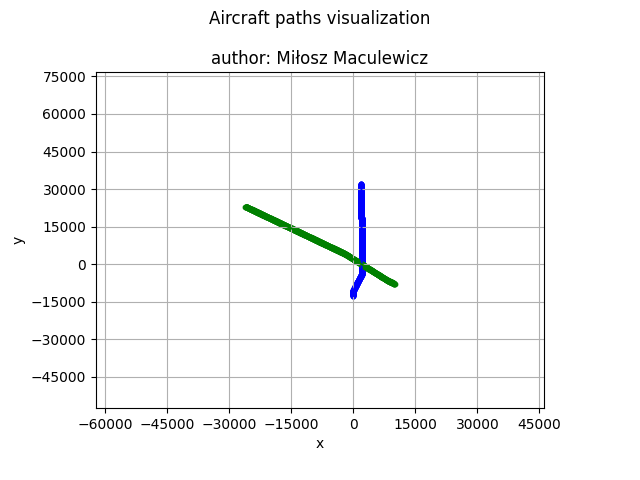 Aircraft paths visualization
author: Miłosz Maculewicz
75000
60000
45000
30000
15000
0
−15000
−30000
−45000
y
−60000 −45000 −30000 −15000 0 15000 30000 45000
x